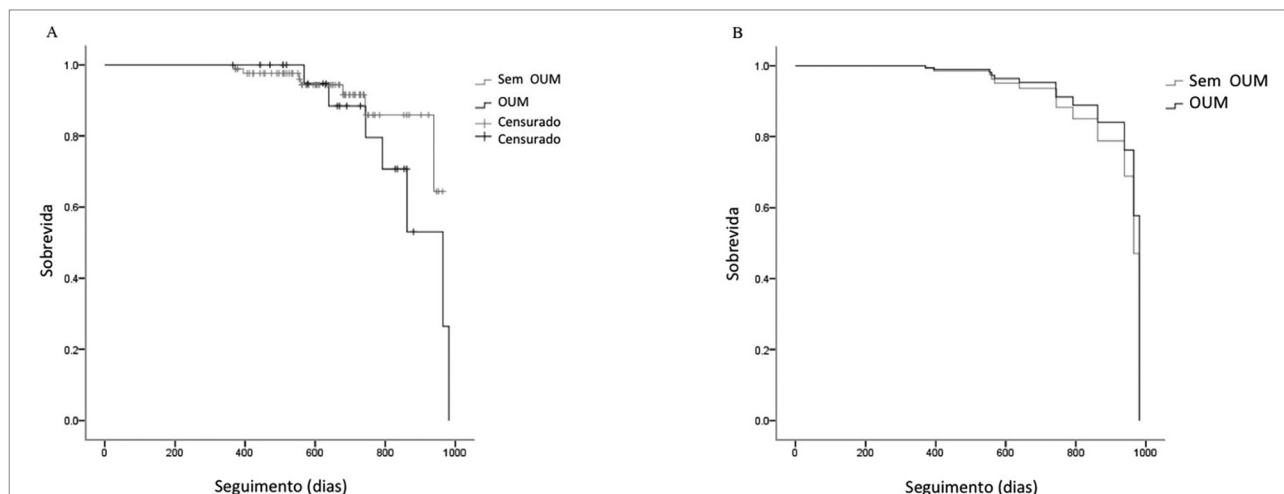 A
1.0
0.8
0.6
0.4
0.2
0.0
Sobrevida
0 200 400 600 800 1000
Seguimento (dias)
Sem OUM
OUM
Censurado
Censurado
B
1.0
0.8
0.6
0.4
0.2
0.0
Sobrevida
0 200 400 600 800 1000
Seguimento (dias)
Sem OUM
OUM